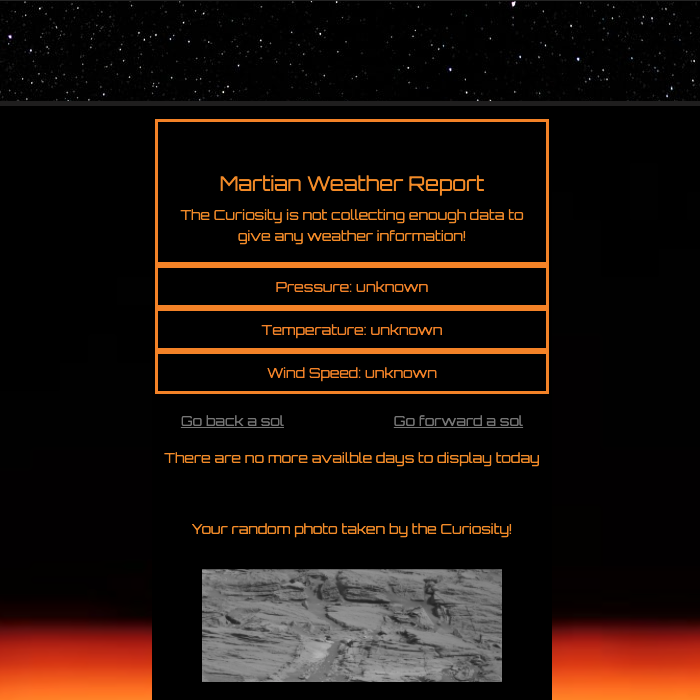 Martian Weather Report
The Curiosity is not collecting enough data to
give any weather information!
Pressure: unknown
Temperature: unknown
Wind Speed: unknown
Go back a sol
Go forward a sol
There are no more availble days to display today
Your random photo taken by the Curiosity!